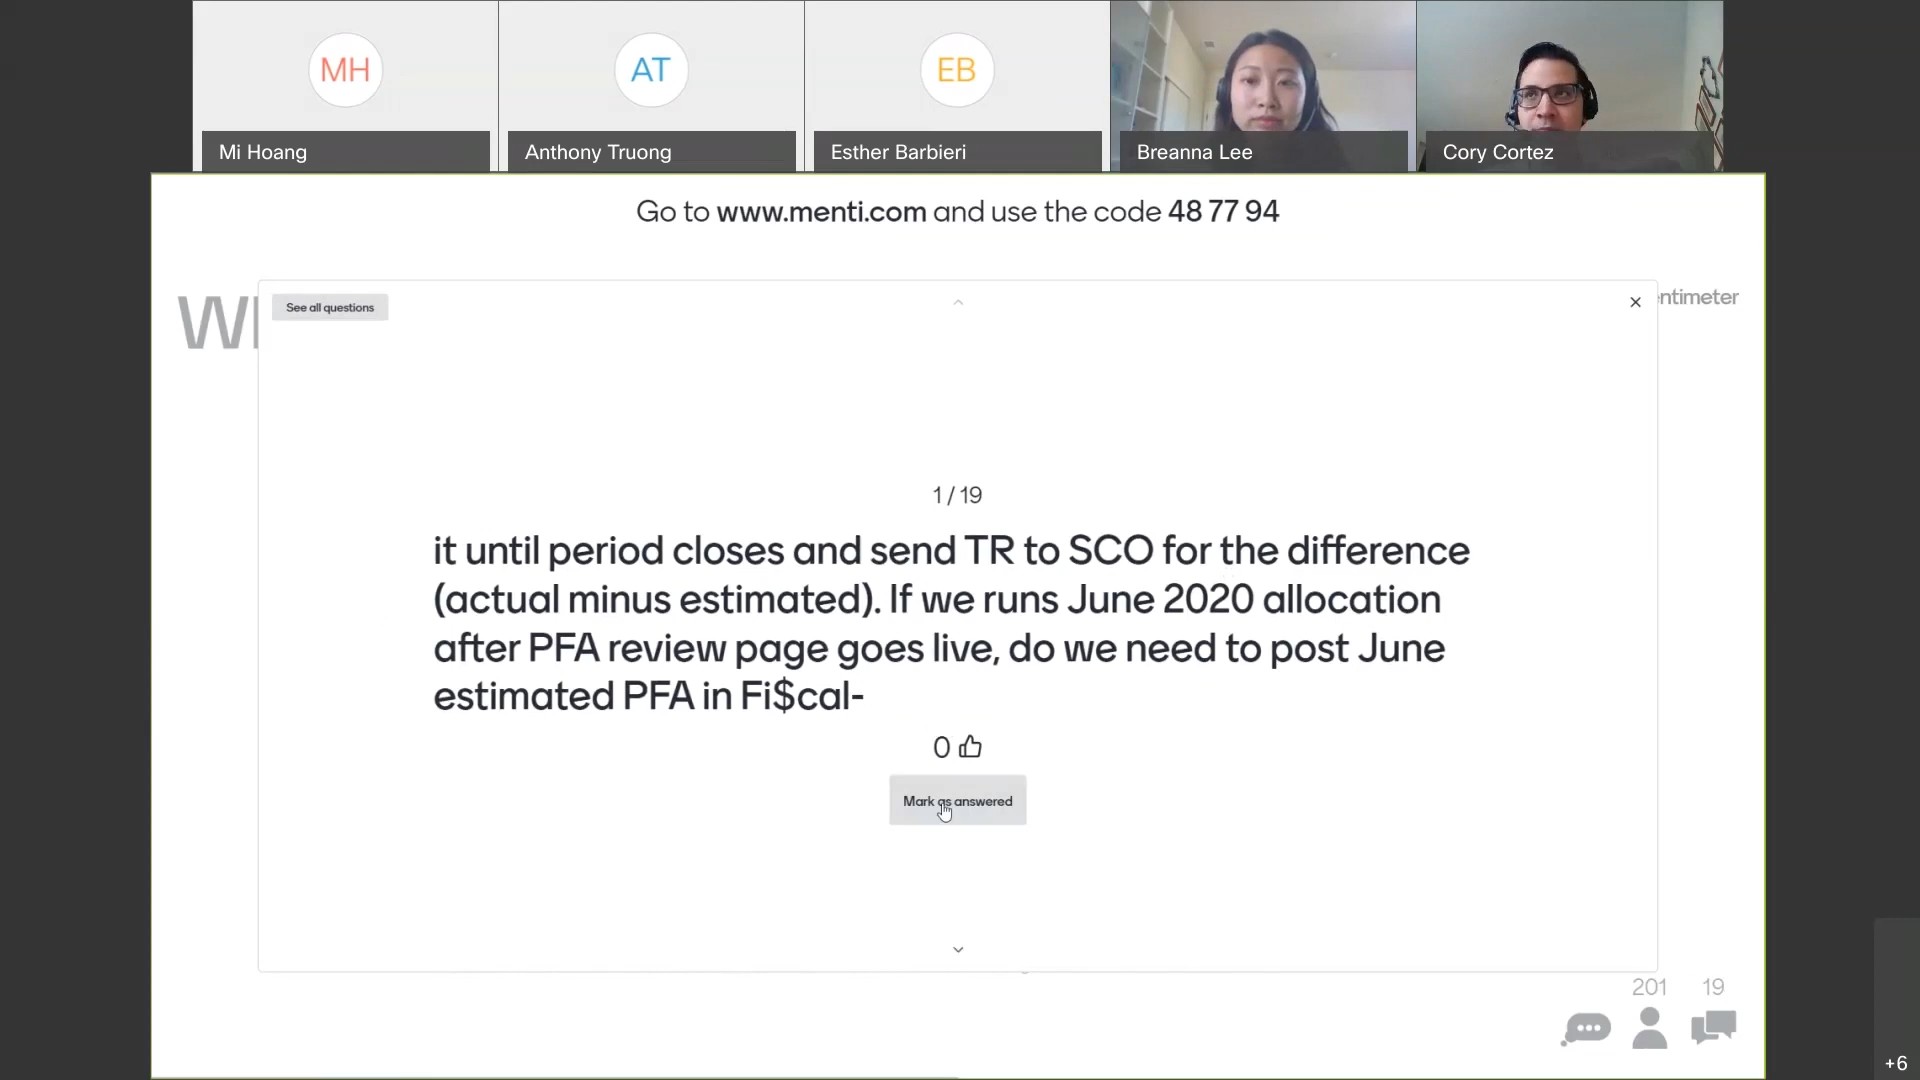 MH
AT
EB
Mi Hoang
Anthony Truong
Esther Barbieri
Breanna Lee
Cory Cortez
Go to www.menti.com and use the code 48 77 94
See all questions
ntimeter
1 / 19
it until period closes and send TR to SCO for the difference
(actual minus estimated). If we runs June 2020 allocation
after PFA review page goes live, do we need to post June
estimated PFA in Fi$cal-
0
Mark as answered
201
19
+6